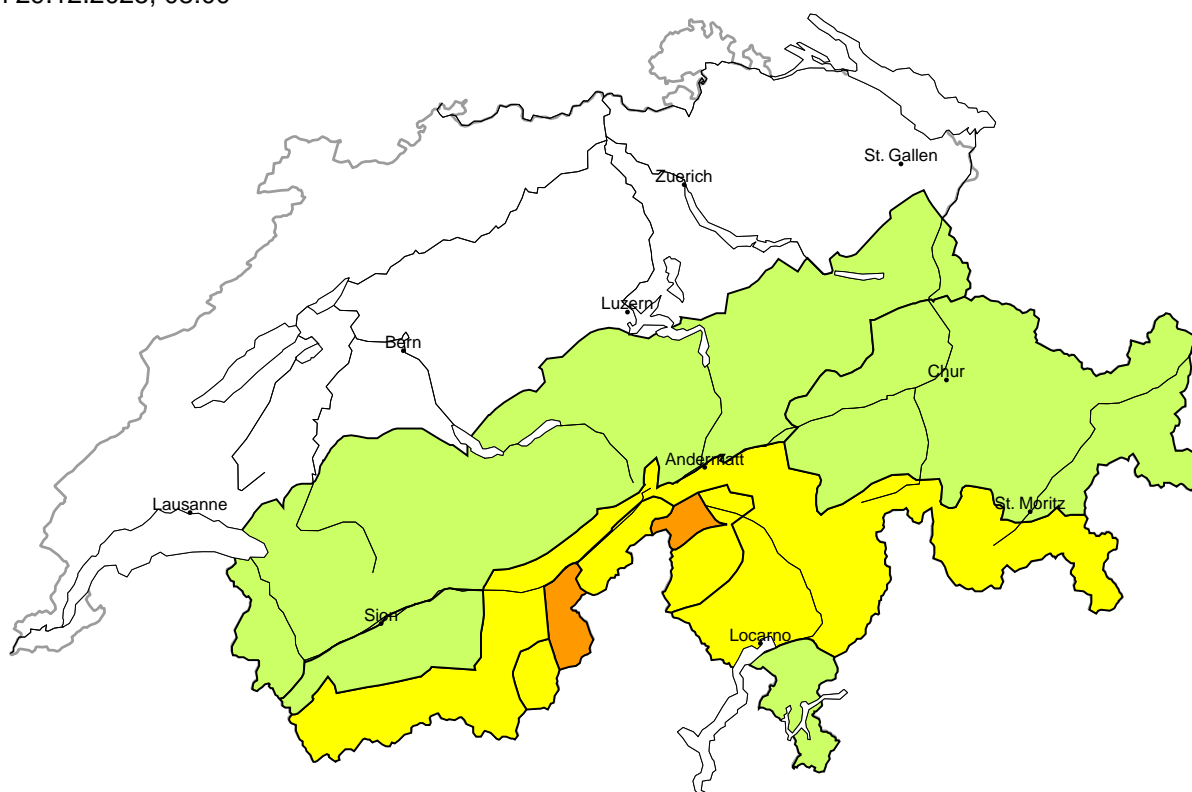 St. Gallen
Zuerich
Luzern
Bern
Chur
Andermatt
Lausanne
St. Moritz
Sion
Locarno